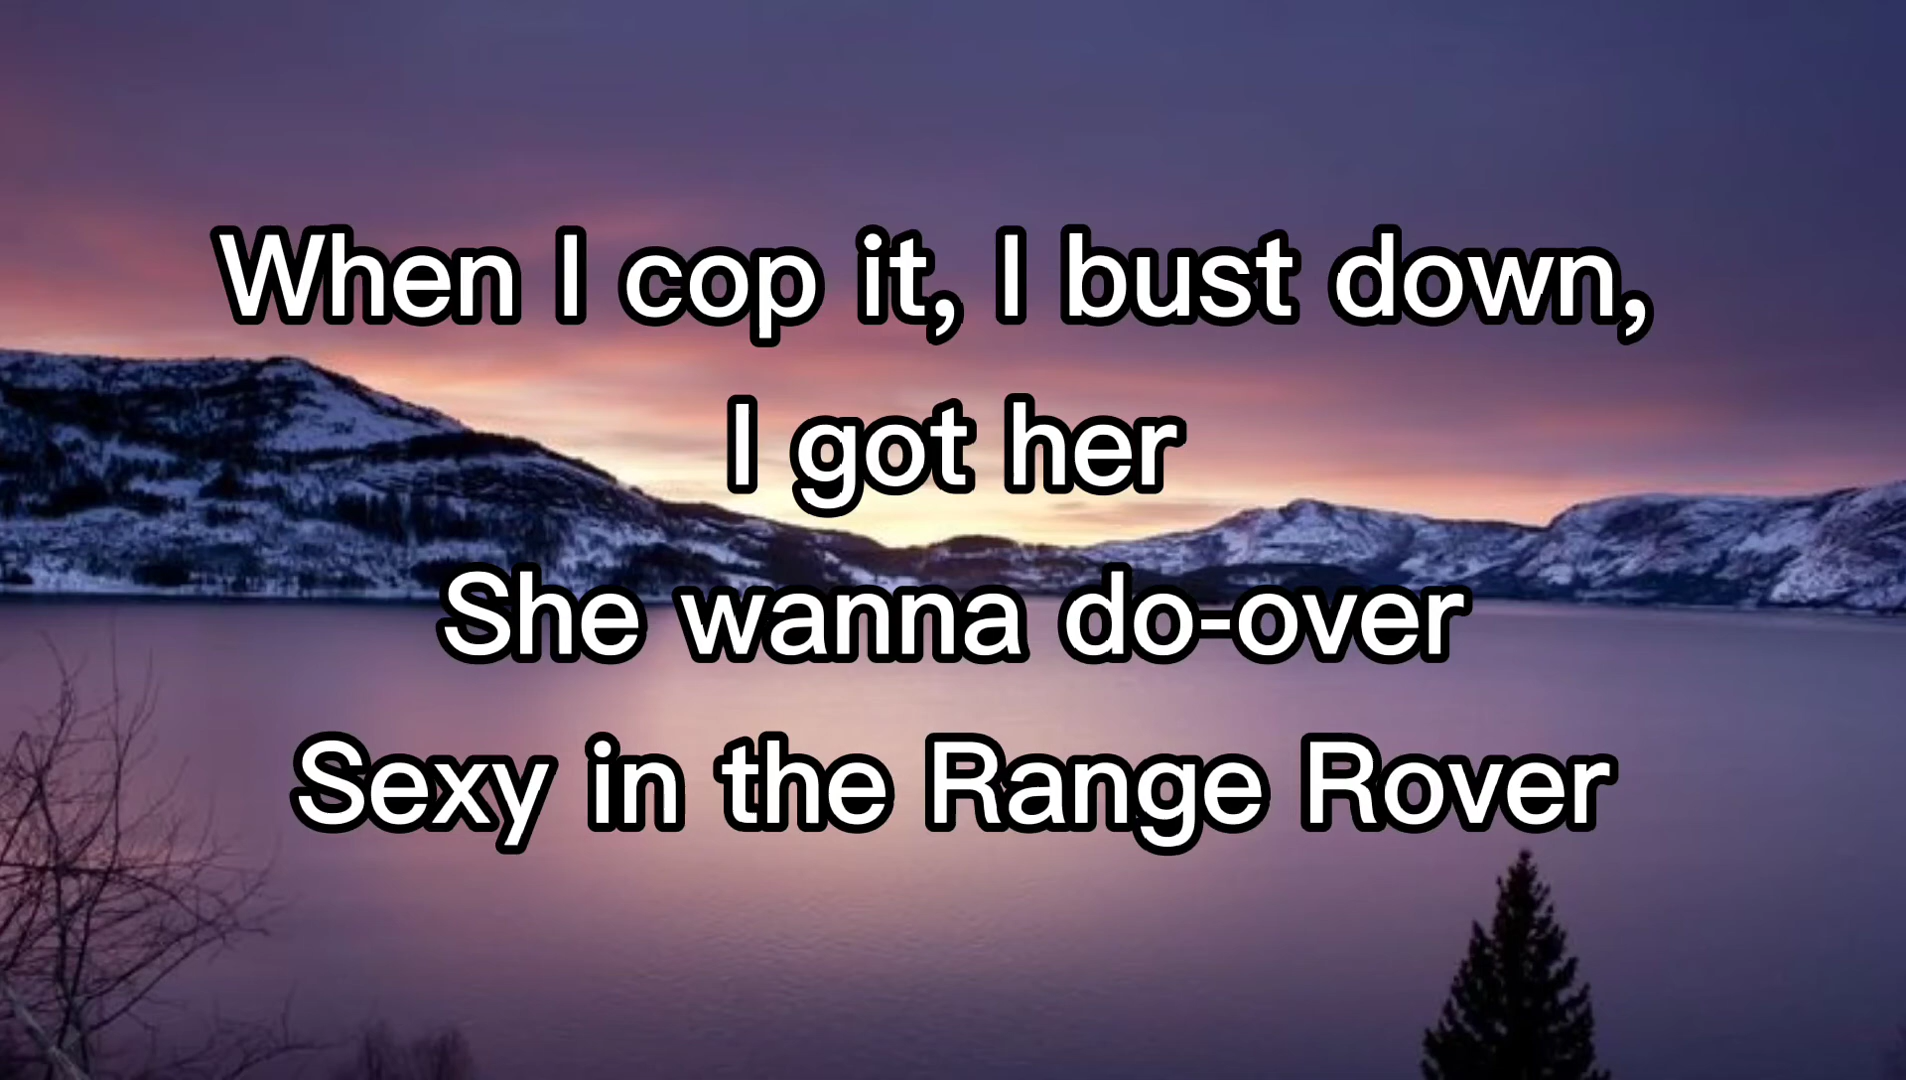 When I cop it, I bust down,
I got her
She wanna do-over
Sexy in the Range Rover